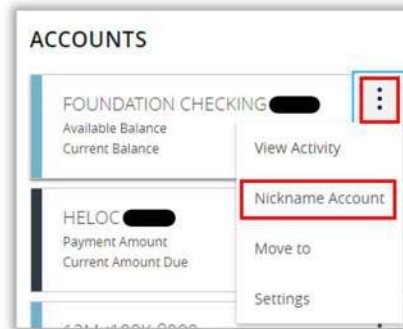 ACCOUNTS
FOUNDATION CHECKING
Available Balance
Current Balance
View Activity
Nickname Account
HELOC
Payment Amount
Current Amount Due
Move to
Settings